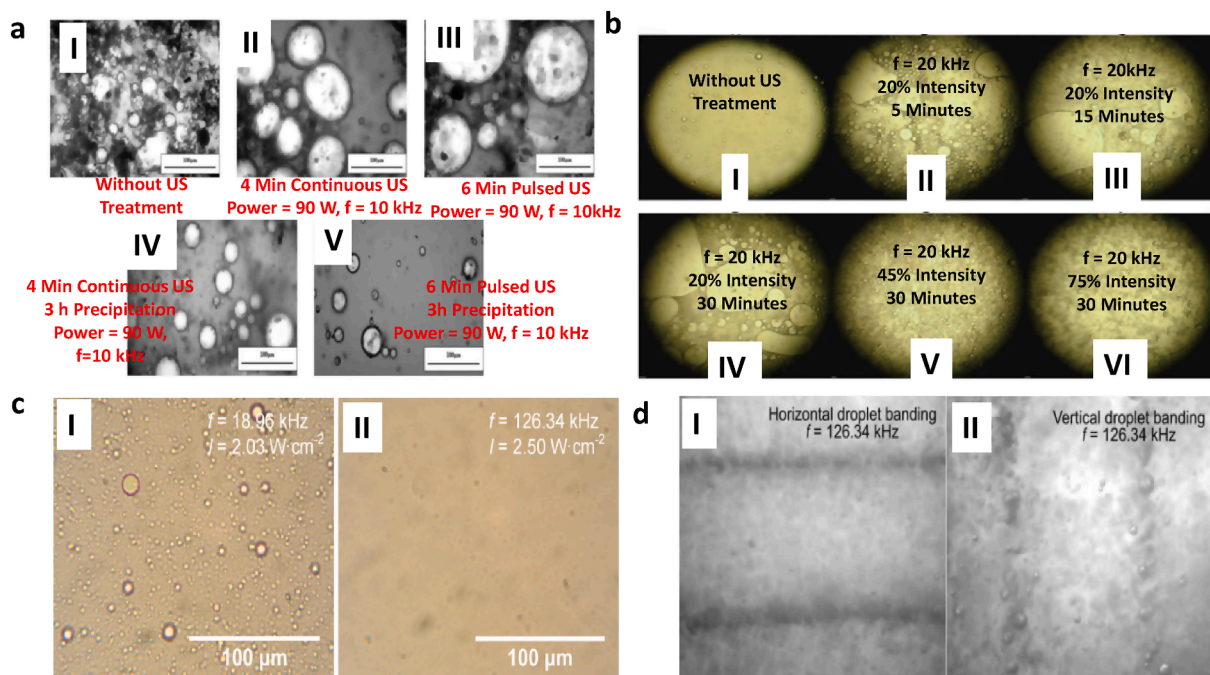 a
I
II
III
100µm
100µm
100µm
Without US
Treatment
4 Min Continuous US
Power = 90 W, f = 10 kHz
6 Min Pulsed US
Power = 90 W, f = 10kHz
IV
V
4 Min Continuous US
3 h Precipitation
Power = 90 W,
f=10 kHz
6 Min Pulsed US
3h Precipitation
Power = 90 W, f = 10 kHz
100µm
100µm
b
Without US
Treatment
I
f = 20 kHz
20% Intensity
5 Minutes
II
f = 20kHz
20% Intensity
15 Minutes
III
f = 20 kHz
20% Intensity
30 Minutes
IV
f = 20 kHz
45% Intensity
30 Minutes
V
f = 20 kHz
75% Intensity
30 Minutes
VI
c
I
f = 18.96 kHz
I = 2.03 W·cm⁻²
100 µm
II
f = 126.34 kHz
I = 2.50 W·cm⁻²
100 µm
d
I
Horizontal droplet banding
f = 126.34 kHz
II
Vertical droplet banding
f = 126.34 kHz